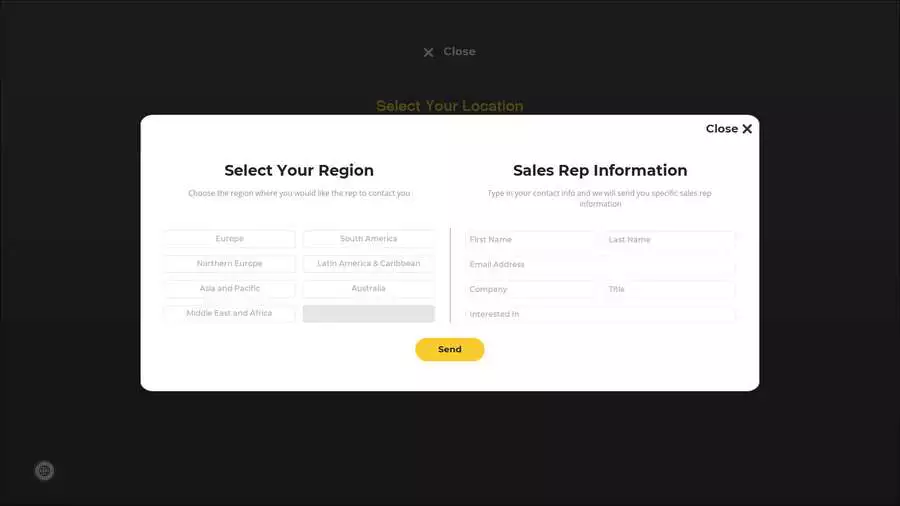 Close
Select Your Location
Close
Select Your Region
Choose the region where you would like the rep to contact you
Europe
South America
Northern Europe
Latin America & Caribbean
Asia and Pacific
Australia
Middle East and Africa
Sales Rep Information
Type in your contact info and we will send you specific sales rep
information
First Name
Last Name
Email Address
Company
Title
Interested In
Send